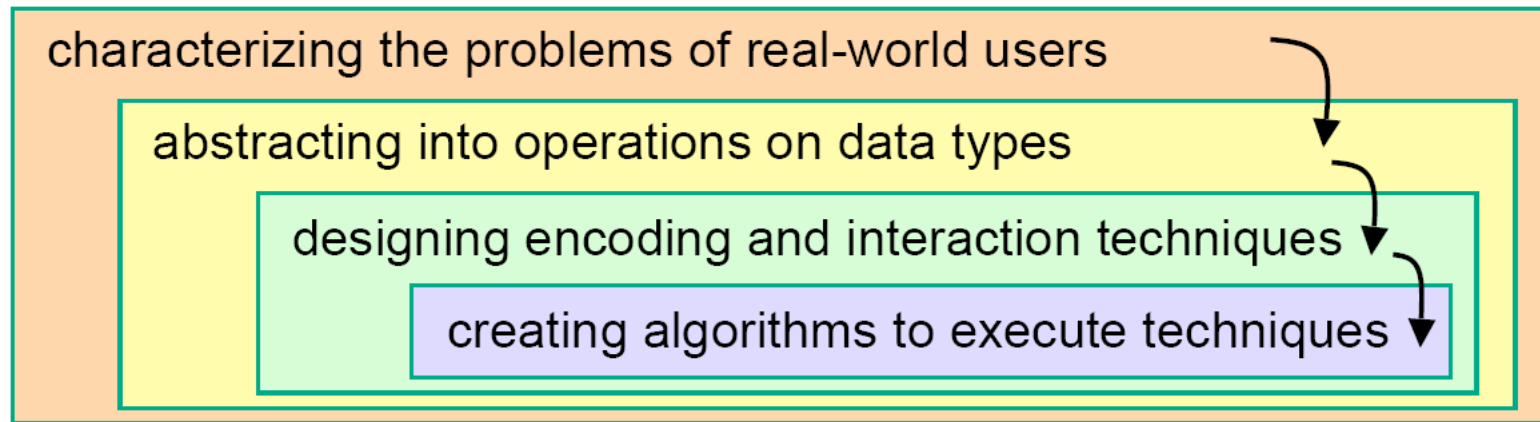 characterizing the problems of real-world users
abstracting into operations on data types
designing encoding and interaction techniques
creating algorithms to execute techniques